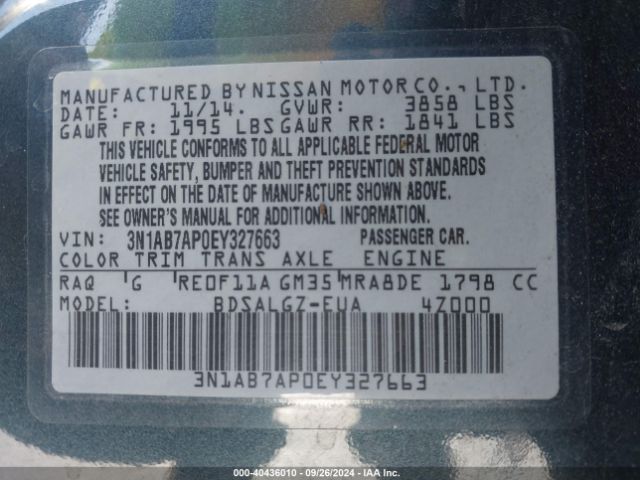 MANUFACTURED BY NISSAN MOTOR CO., LTD.
DATE: 11/14. GVWR: 3858 LBS
GAWR FR: 1995 LBS GAWR RR: 1841 LBS
THIS VEHICLE CONFORMS TO ALL APPLICABLE FEDERAL MOTOR
VEHICLE SAFETY, BUMPER AND THEFT PREVENTION STANDARDS
IN EFFECT ON THE DATE OF MANUFACTURE SHOWN ABOVE.
SEE OWNER'S MANUAL FOR ADDITIONAL INFORMATION.
VIN: 3N1AB7AP0EY327663 PASSENGER CAR.
COLOR TRIM TRANS AXLE ENGINE
RAQ G RE0F11A GM35 MRA8DE 1798 CC
MODEL: BDSALGZ-EUA 4Z000
3N1AB7AP0EY327663
000-40436010 - 09/26/2024 - IAA Inc.